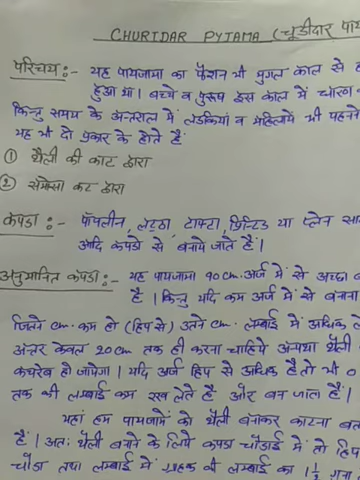 CHURIDAR PYJAMA (चूड़ीदार
परिचय:- यह पायजामा का फैशन भी मुगल काल से
हुआ था। बच्चे व पुरुष इस काल में
किन्तु समय के अन्तराल में लडकियां व महिलायें भी पहनने
यह भी दो प्रकार के होते हैं
① थैली की काट द्वारा
② समोसा कट द्वारा
कपडा:- पॉपलीन, लट्ठा, टाफ्टा, प्रिन्टिड या प्लेन
आदि कपडो से बनाये जाते हैं।
अनुमानित कपडा:- यह पायजामा 90 cm. अर्ज में से अच्छा
है। किन्तु यदि कम अर्ज में से बनाना
जितने cm. कम हो (हिप से) उतने cm. लम्बाई में अधिक
अन्तर केवल 20 cm तक ही करना चाहिये अन्यथा थैली
हो जायेगा। यदि अर्ज हिप से अधिक है तो भी
तक की लम्बाई कम रख लेते है और बन जाता हैं।
यहां हम पायजामें को थैली बनाकर काटना
हैं। अतः थैली बनाने के लिये कपडा चौडाई में तो हिप
चौडा तथा लम्बाई में ग्राहक की लम्बाई का 1½ गुना